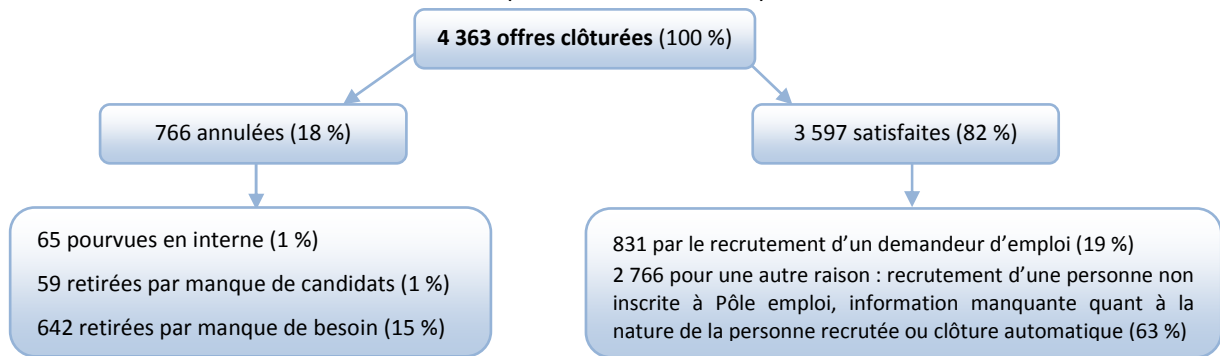 4 363 offres clôturées (100 %)
766 annulées (18 %)
3 597 satisfaites (82 %)
65 pourvues en interne (1 %)
59 retirées par manque de candidats (1 %)
642 retirées par manque de besoin (15 %)
831 par le recrutement d’un demandeur d’emploi (19 %)
2 766 pour une autre raison : recrutement d’une personne non
inscrite à Pôle emploi, information manquante quant à la
nature de la personne recrutée ou clôture automatique (63 %)